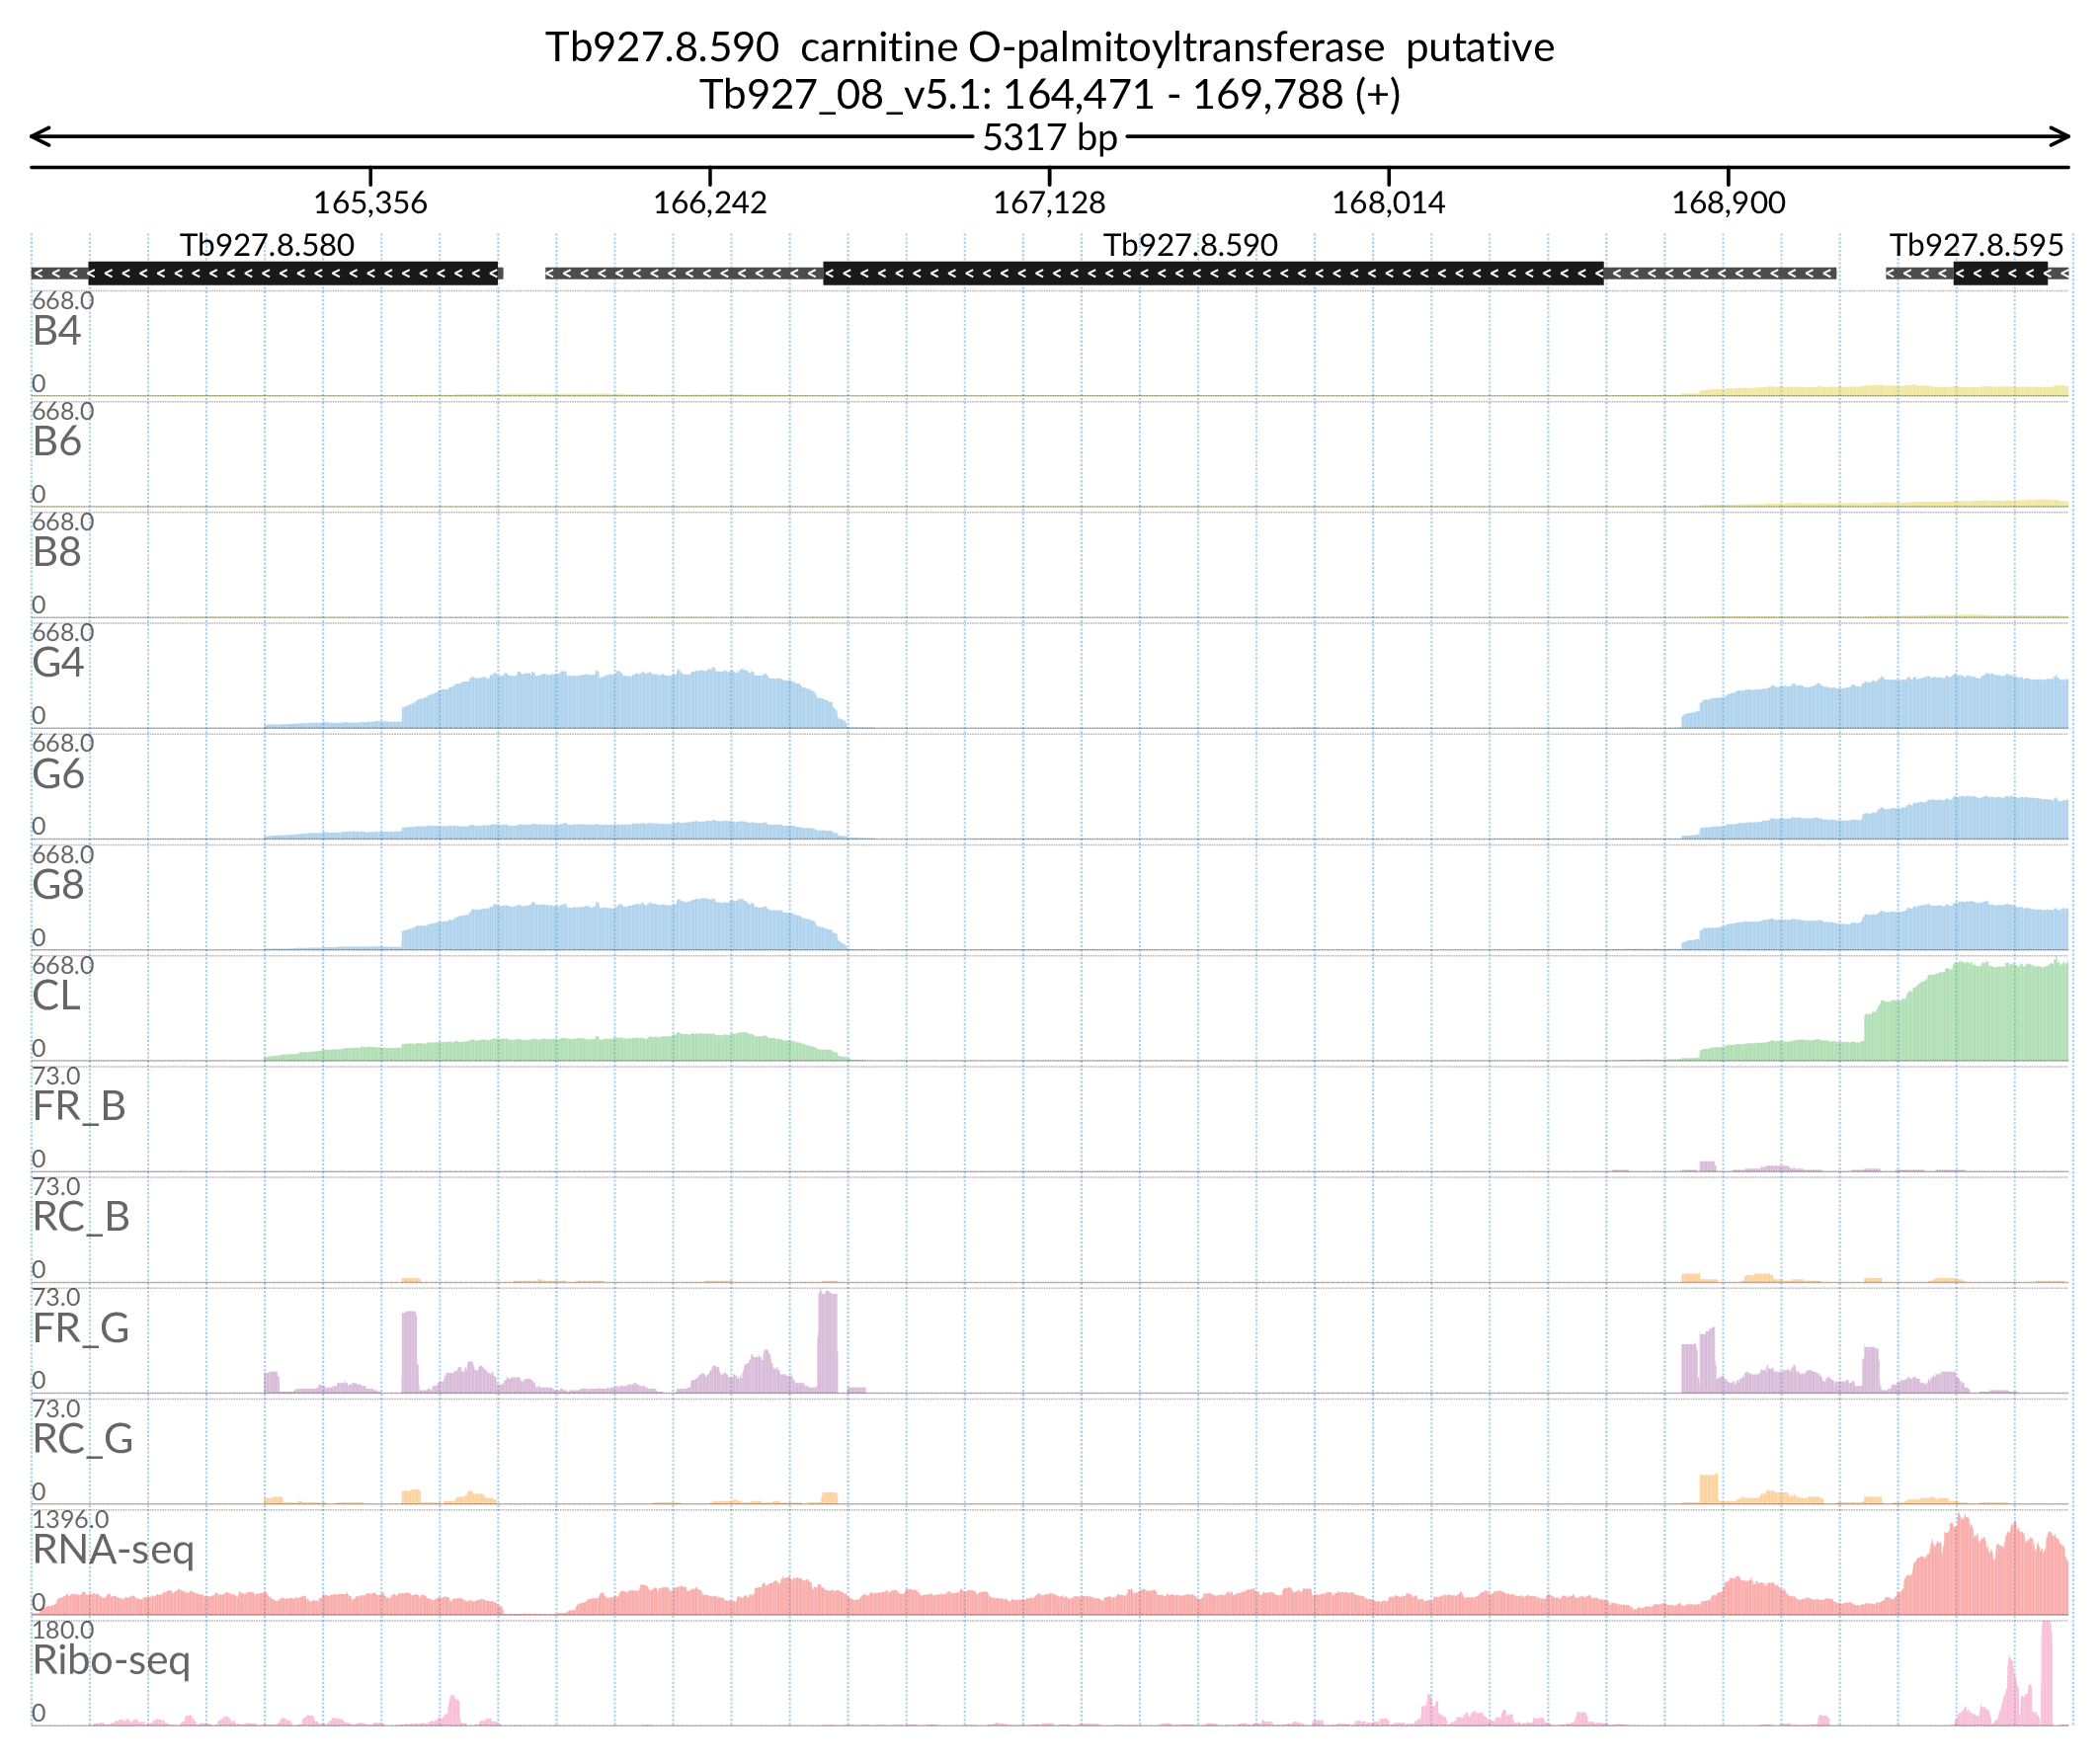 Tb927.8.590 carnitine O-palmitoyltransferase putative
Tb927_08_v5.1: 164,471 - 169,788 (+)
5317 bp
165,356 166,242 167,128 168,014 168,900
Tb927.8.580 Tb927.8.590 Tb927.8.595
668.0
B4
0
668.0
B6
0
668.0
B8
0
668.0
G4
0
668.0
G6
0
668.0
G8
0
668.0
CL
0
73.0
FR_B
0
73.0
RC_B
0
73.0
FR_G
0
73.0
RC_G
0
1396.0
RNA-seq
0
180.0
Ribo-seq
0